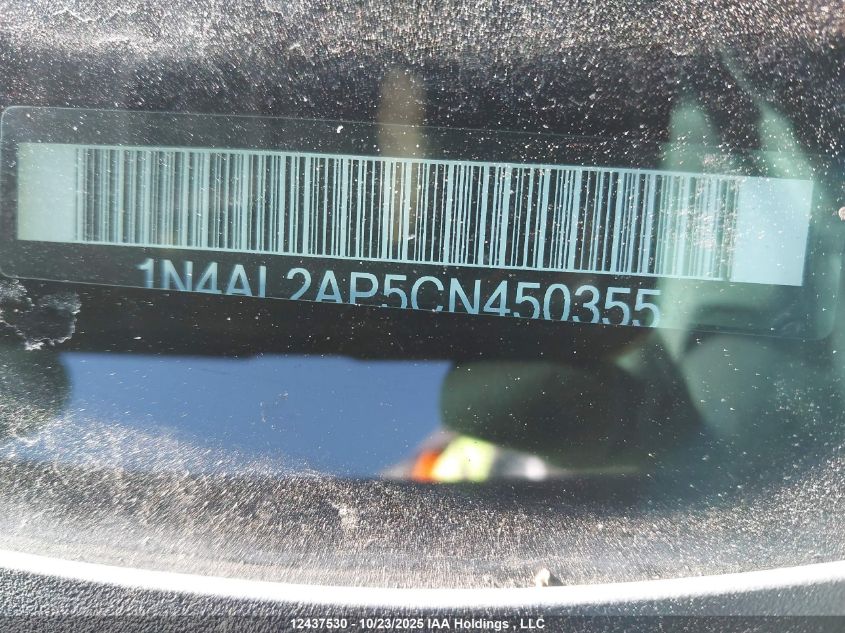 1N4AL2AP5CN450355
12437530 - 10/23/2025 IAA Holdings , LLC